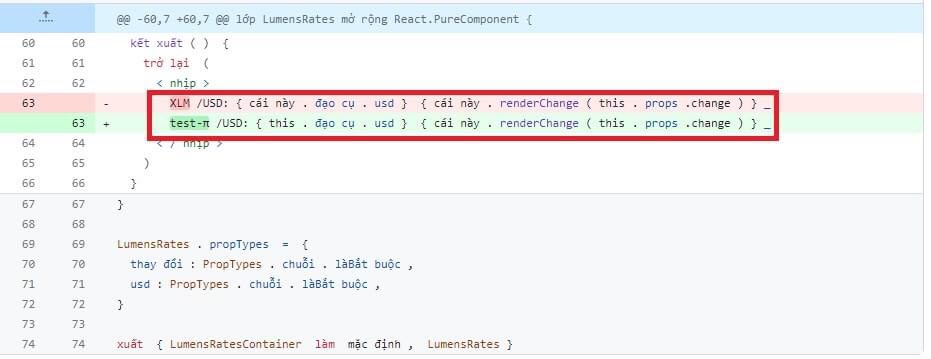 @@ -60,7 +60,7 @@ lớp LumensRates mở rộng React.PureComponent {
60 60 kết xuất ( ) {
61 61 trở lại (
62 62 < nhịp >
63 - XLM /USD: { cái này . đạo cụ . usd } { cái này . renderChange ( this . props .change ) } _
63 + test-π /USD: { this . đạo cụ . usd } { cái này . renderChange ( this . props .change ) } _
64 64 < / nhịp >
65 65 )
66 66 }
67 67 }
68 68
69 69 LumensRates . propTypes = {
70 70 thay đổi : PropTypes . chuỗi . làBắt buộc ,
71 71 usd : PropTypes . chuỗi . làBắt buộc ,
72 72 }
73 73
74 74 xuất { LumensRatesContainer làm mặc định , LumensRates }